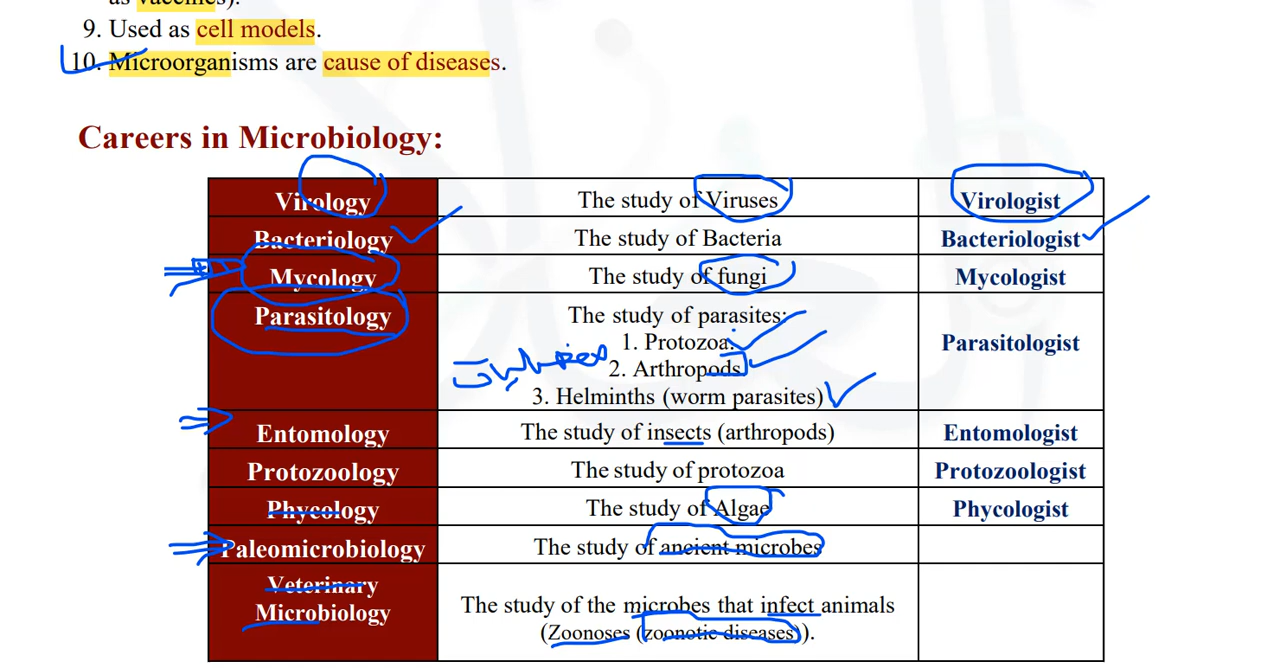 as vaccines).
9. Used as cell models.
10. Microorganisms are cause of diseases.
Careers in Microbiology:
Virology The study of Viruses Virologist
Bacteriology The study of Bacteria Bacteriologist
Mycology The study of fungi Mycologist
Parasitology The study of parasites: Parasitologist
1. Protozoa.
2. Arthropods.
3. Helminths (worm parasites)
Entomology The study of insects (arthropods) Entomologist
Protozoology The study of protozoa Protozoologist
Phycology The study of Algae Phycologist
Paleomicrobiology The study of ancient microbes
Veterinary
Microbiology The study of the microbes that infect animals
(Zoonoses (zoonotic diseases)).